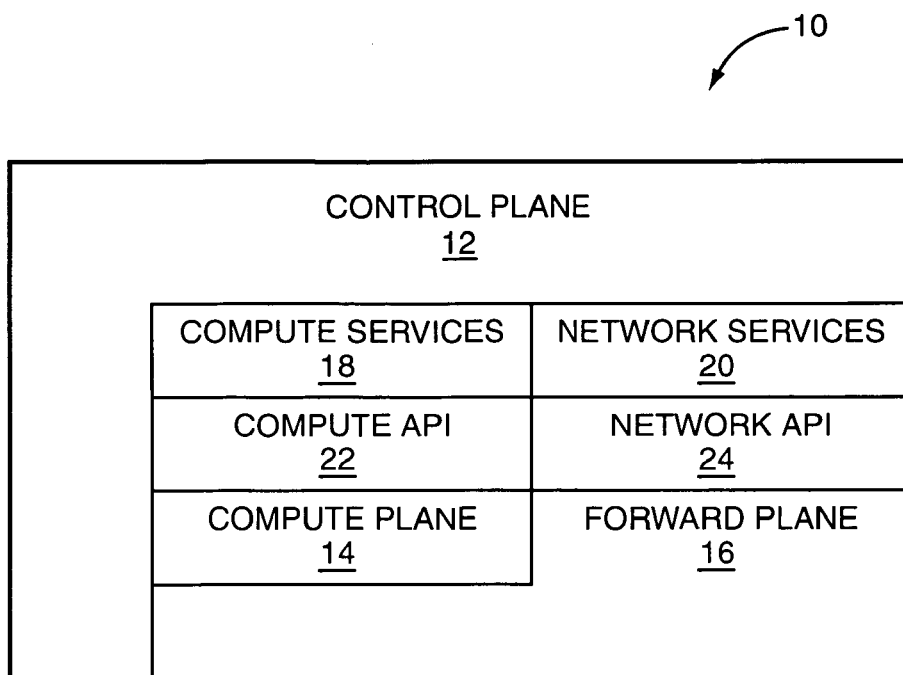 10
CONTROL PLANE
12
COMPUTE SERVICES
18
NETWORK SERVICES
20
COMPUTE API
22
NETWORK API
24
COMPUTE PLANE
14
FORWARD PLANE
16